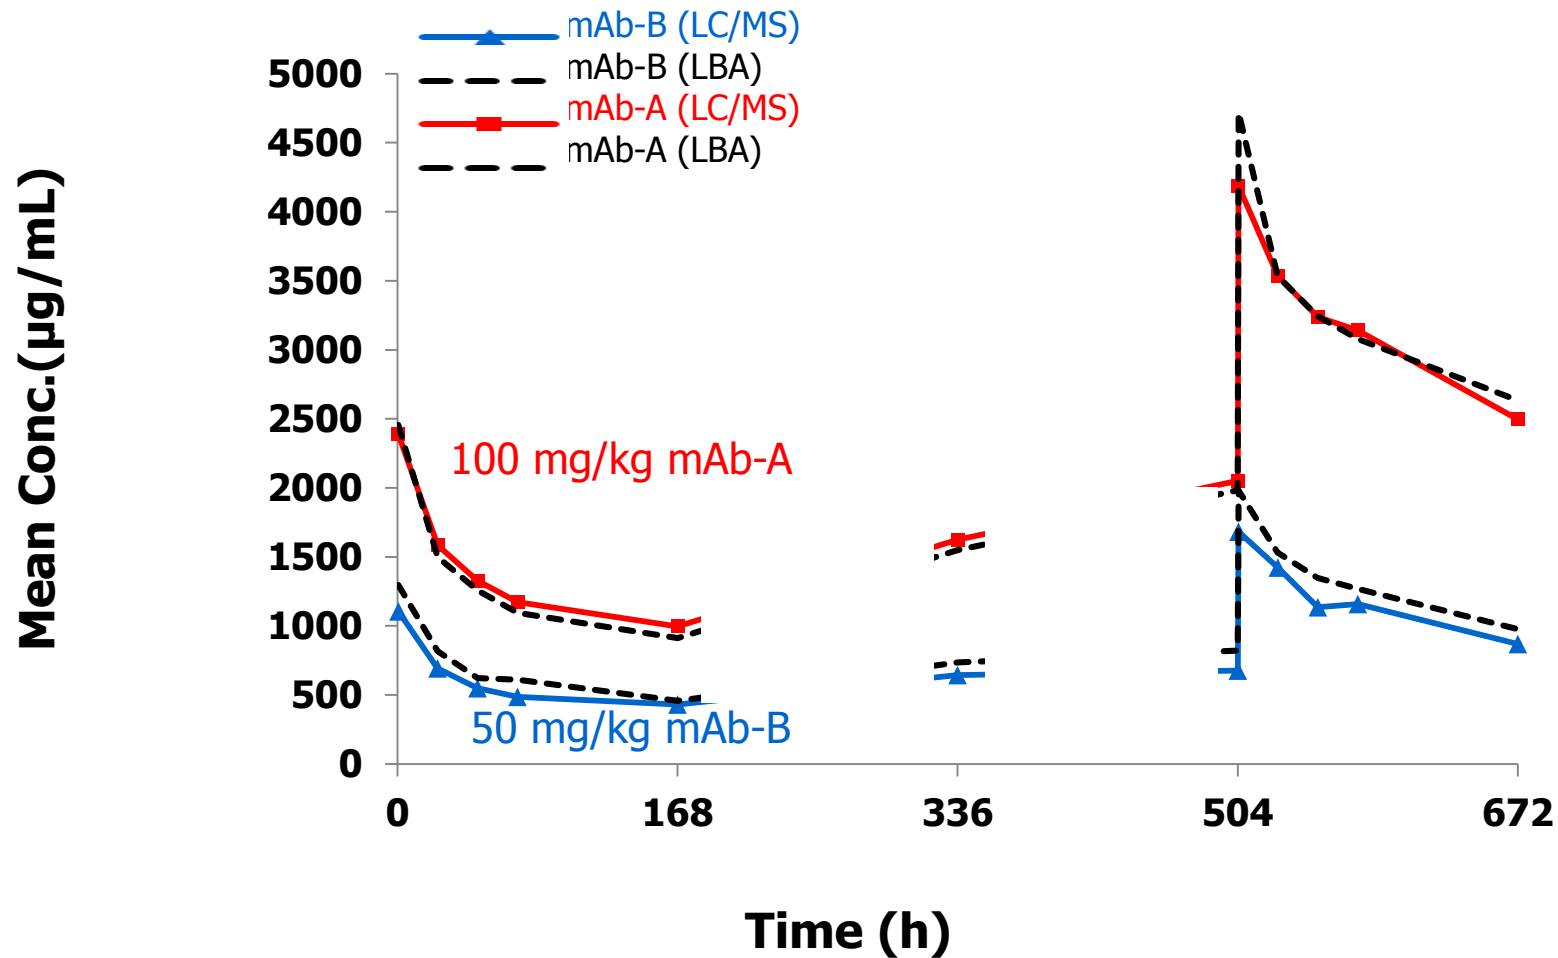 mAb-B (LC/MS)
mAb-B (LBA)
mAb-A (LC/MS)
mAb-A (LBA)
5000
4500
4000
3500
3000
2500
2000
1500
1000
500
0
Mean Conc.(µg/mL)
100 mg/kg mAb-A
50 mg/kg mAb-B
0 168 336 504 672
Time (h)